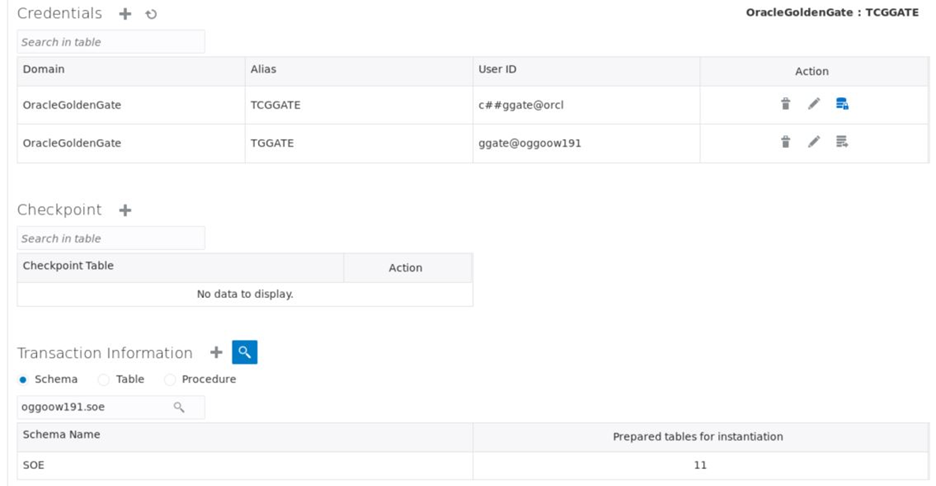 Credentials OracleGoldenGate : TCGGATE
Search in table
Domain Alias User ID Action
OracleGoldenGate TCGGATE c##ggate@orcl
OracleGoldenGate TGGATE ggate@oggoow191
Checkpoint
Search in table
Checkpoint Table Action
No data to display.
Transaction Information
Schema Table Procedure
oggoow191.soe
Schema Name Prepared tables for instantiation
SOE 11